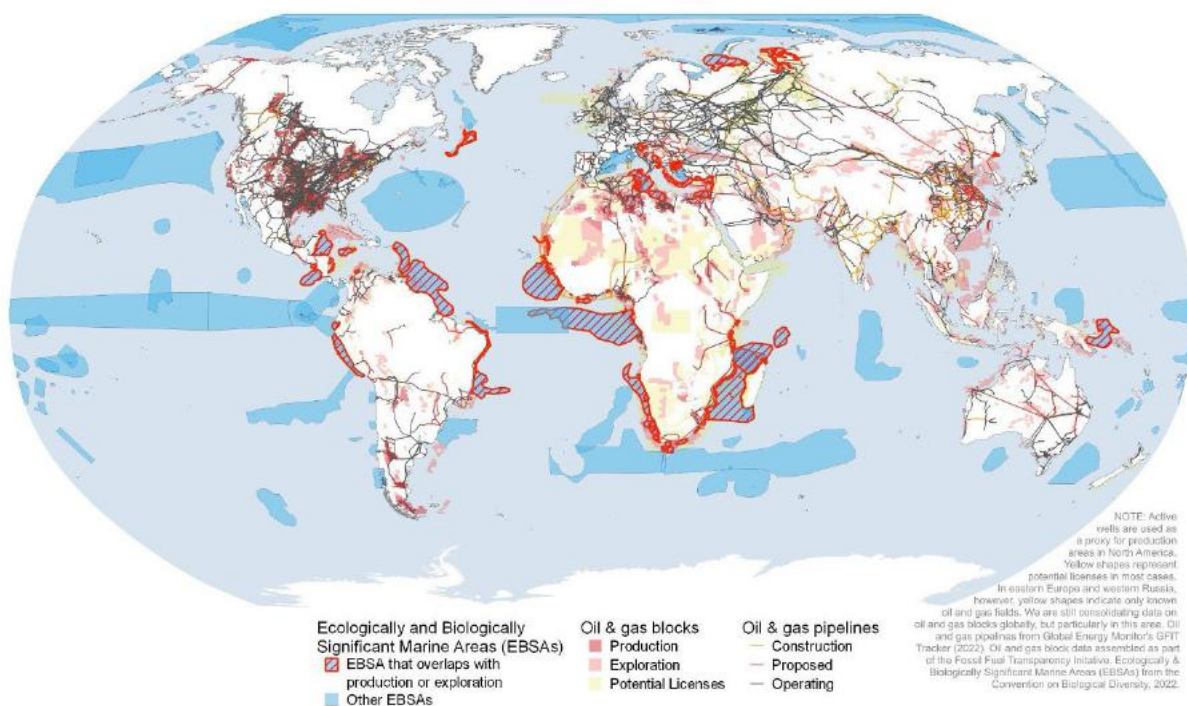 NOTE: Active
wells are used as
a proxy for production
areas in North America.
Yellow shapes represent
potential licenses in most cases.
In eastern Europe and western Russia,
however, yellow shapes indicate only known
oil and gas fields. We are still consolidating data on
oil and gas blocks globally, but particularly in this area. Oil
and gas pipelines from Global Energy Monitor's GFIT
Tracker (2022). Oil and gas block data assembled as part
of the Fossil Fuel Transparency Initiative. Ecologically &
Biologically Significant Marine Areas (EBSAs) from the
Convention on Biological Diversity, 2022.
Ecologically and Biologically
Significant Marine Areas (EBSAs)
EBSA that overlaps with
production or exploration
Other EBSAs
Oil & gas blocks
Production
Exploration
Potential Licenses
Oil & gas pipelines
Construction
Proposed
Operating